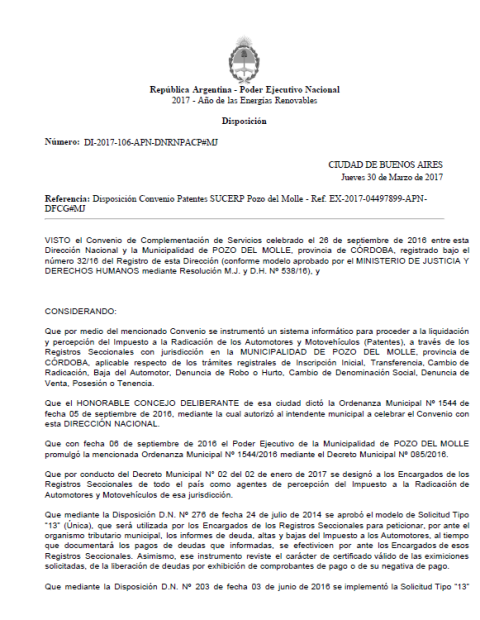 República Argentina - Poder Ejecutivo Nacional
2017 - Año de las Energías Renovables
Disposición
Número: DI-2017-106-APN-DNRNPACP#MJ
CIUDAD DE BUENOS AIRES
Jueves 30 de Marzo de 2017
Referencia: Disposición Convenio Patentes SUCERP Pozo del Molle - Ref. EX-2017-04497899-APN-
DFCG#MJ
VISTO el Convenio de Complementación de Servicios celebrado el 26 de septiembre de 2016 entre esta
Dirección Nacional y la Municipalidad de POZO DEL MOLLE, provincia de CÓRDOBA, registrado bajo el
número 32/16 del Registro de esta Dirección (conforme modelo aprobado por el MINISTERIO DE JUSTICIA Y
DERECHOS HUMANOS mediante Resolución M.J. y D.H. Nº 538/16), y
CONSIDERANDO:
Que por medio del mencionado Convenio se instrumentó un sistema informático para proceder a la liquidación
y percepción del Impuesto a la Radicación de los Automotores y Motovehículos (Patentes), a través de los
Registros Seccionales con jurisdicción en la MUNICIPALIDAD DE POZO DEL MOLLE, provincia de
CÓRDOBA, aplicable respecto de los trámites registrales de Inscripción Inicial, Transferencia, Cambio de
Radicación, Baja del Automotor, Denuncia de Robo o Hurto, Cambio de Denominación Social, Denuncia de
Venta, Posesión o Tenencia.
Que el HONORABLE CONCEJO DELIBERANTE de esa ciudad dictó la Ordenanza Municipal Nº 1544 de
fecha 05 de septiembre de 2016, mediante la cual autorizó al intendente municipal a celebrar el Convenio con
esta DIRECCIÓN NACIONAL.
Que con fecha 06 de septiembre de 2016 el Poder Ejecutivo de la Municipalidad de POZO DEL MOLLE
promulgó la mencionada Ordenanza Municipal Nº 1544/2016 mediante el Decreto Municipal Nº 085/2016.
Que por conducto del Decreto Municipal Nº 02 del 02 de enero de 2017 se designó a los Encargados de los
Registros Seccionales de todo el país como agentes de percepción del Impuesto a la Radicación de
Automotores y Motovehículos de esa jurisdicción.
Que mediante la Disposición D.N. Nº 276 de fecha 24 de julio de 2014 se aprobó el modelo de Solicitud Tipo
"13" (Única), que será utilizada por los Encargados de los Registros Seccionales para peticionar, por ante el
organismo tributario municipal, los informes de deuda, altas y bajas del Impuesto a los Automotores, al tiempo
que documentará los pagos de deudas que informadas, se efectivicen por ante los Encargados de esos
Registros Seccionales. Asimismo, ese instrumento reviste el carácter de certificado válido de las eximiciones
solicitadas, de la liberación de deudas por exhibición de comprobantes de pago o de su negativa de pago.
Que mediante la Disposición D.N. Nº 203 de fecha 03 de junio de 2016 se implementó la Solicitud Tipo "13"